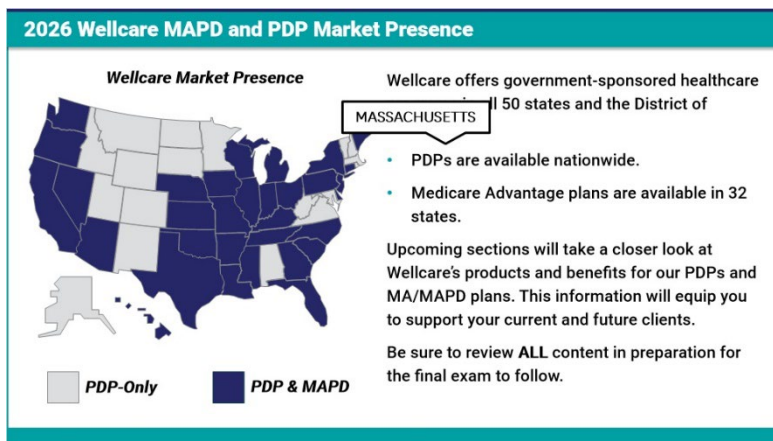 2026 Wellcare MAPD and PDP Market Presence
Wellcare Market Presence
PDP-Only
PDP & MAPD
Wellcare offers government-sponsored healthcare
all 50 states and the District of
MASSACHUSETTS
• PDPs are available nationwide.
• Medicare Advantage plans are available in 32
states.
Upcoming sections will take a closer look at
Wellcare’s products and benefits for our PDPs and
MA/MAPD plans. This information will equip you
to support your current and future clients.
Be sure to review ALL content in preparation for
the final exam to follow.